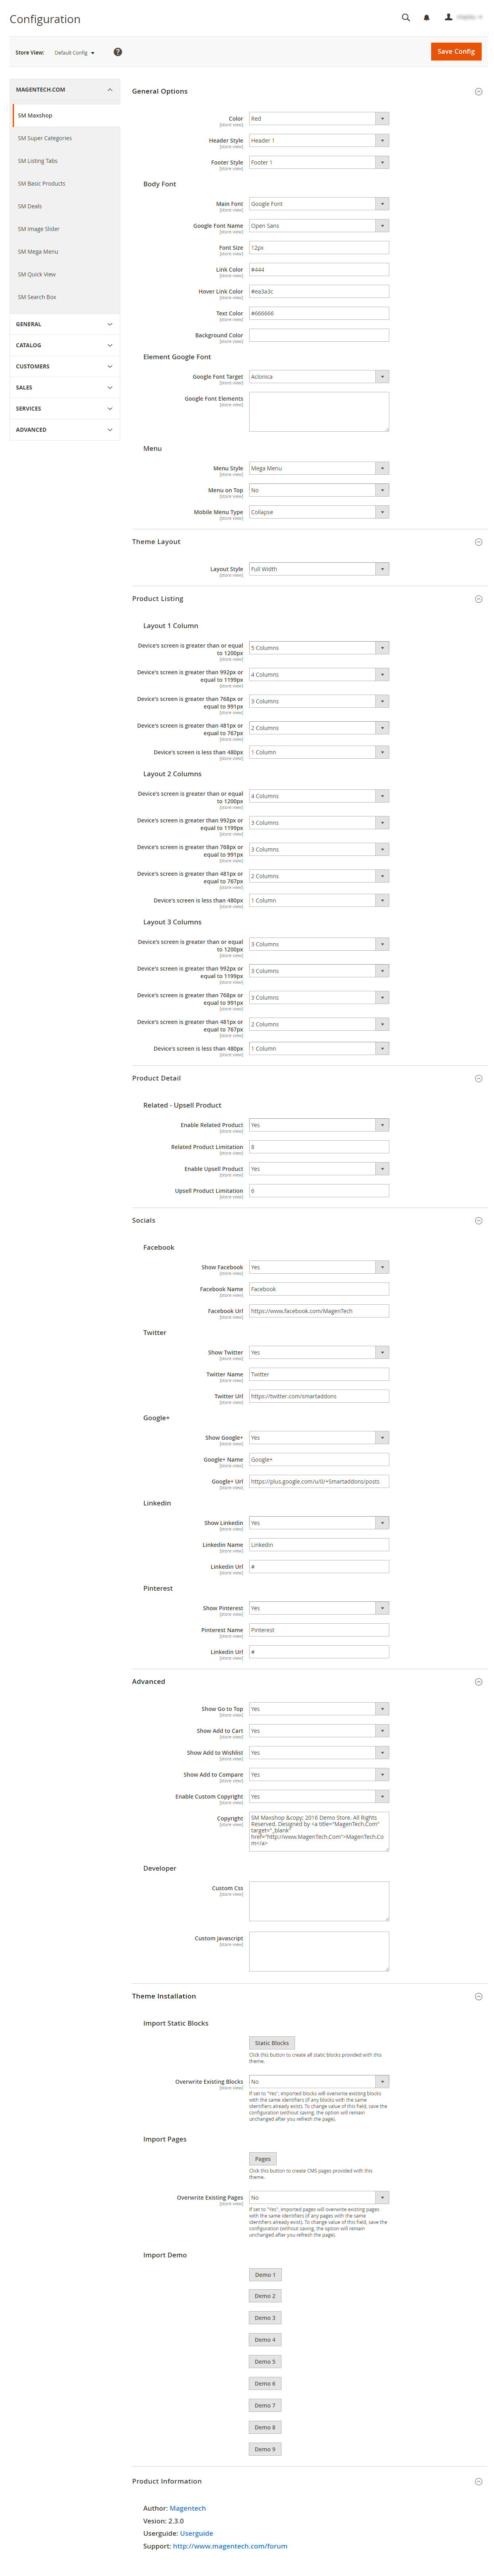 Configuration
Store View: Default Config ?
Save Config
MAGENTECH.COM
SM Maxshop
SM Super Categories
SM Listing Tabs
SM Basic Products
SM Deals
SM Image Slider
SM Mega Menu
SM Quick View
SM Search Box
GENERAL
CATALOG
CUSTOMERS
SALES
SERVICES
ADVANCED
General Options
Color Red
[store view]
Header Style Header 1
[store view]
Footer Style Footer 1
[store view]
Body Font
Main Font Google Font
[store view]
Google Font Name Open Sans
[store view]
Font Size 12px
[store view]
Link Color #444
[store view]
Hover Link Color #ea3a3c
[store view]
Text Color #666666
[store view]
Background Color
[store view]
Element Google Font
Google Font Target Aclonica
[store view]
Google Font Elements
[store view]
Menu
Menu Style Mega Menu
[store view]
Menu on Top No
[store view]
Mobile Menu Type Collapse
[store view]
Theme Layout
Layout Style Full Width
[store view]
Product Listing
Layout 1 Column
Device's screen is greater than or equal
to 1200px 5 Columns
[store view]
Device's screen is greater than 992px or
equal to 1199px 4 Columns
[store view]
Device's screen is greater than 768px or
equal to 991px 3 Columns
[store view]
Device's screen is greater than 481px or
equal to 767px 2 Columns
[store view]
Device's screen is less than 480px 1 Column
[store view]
Layout 2 Columns
Device's screen is greater than or equal
to 1200px 4 Columns
[store view]
Device's screen is greater than 992px or
equal to 1199px 3 Columns
[store view]
Device's screen is greater than 768px or
equal to 991px 3 Columns
[store view]
Device's screen is greater than 481px or
equal to 767px 2 Columns
[store view]
Device's screen is less than 480px 1 Column
[store view]
Layout 3 Columns
Device's screen is greater than or equal
to 1200px 3 Columns
[store view]
Device's screen is greater than 992px or
equal to 1199px 3 Columns
[store view]
Device's screen is greater than 768px or
equal to 991px 3 Columns
[store view]
Device's screen is greater than 481px or
equal to 767px 2 Columns
[store view]
Device's screen is less than 480px 1 Column
[store view]
Product Detail
Related - Upsell Product
Enable Related Product Yes
[store view]
Related Product Limitation 8
[store view]
Enable Upsell Product Yes
[store view]
Upsell Product Limitation 6
[store view]
Socials
Facebook
Show Facebook Yes
[store view]
Facebook Name Facebook
[store view]
Facebook Url https://www.facebook.com/MagenTech
[store view]
Twitter
Show Twitter Yes
[store view]
Twitter Name Twitter
[store view]
Twitter Url https://twitter.com/smartaddons
[store view]
Google+
Show Google+ Yes
[store view]
Google+ Name Google+
[store view]
Google+ Url https://plus.google.com/u/0/+Smartaddons/posts
[store view]
Linkedin
Show Linkedin Yes
[store view]
Linkedin Name Linkedin
[store view]
Linkedin Url #
[store view]
Pinterest
Show Pinterest Yes
[store view]
Pinterest Name Pinterest
[store view]
Linkedin Url #
[store view]
Advanced
Show Go to Top Yes
[store view]
Show Add to Cart Yes
[store view]
Show Add to Wishlist Yes
[store view]
Show Add to Compare Yes
[store view]
Enable Custom Copyright Yes
[store view]
Copyright SM Maxshop &copy; 2016 Demo Store. All Rights
[store view] Reserved. Designed by <a title="MagenTech.Com"
target="_blank"
href="http://www.MagenTech.Com">MagenTech.Co
m</a>
Developer
Custom Css
[store view]
Custom Javascript
[store view]
Theme Installation
Import Static Blocks
Static Blocks
Click this button to create all static blocks provided with this
theme.
Overwrite Existing Blocks No
[store view]
If set to "Yes", imported blocks will overwrite existing blocks
with the same identifiers (if any blocks with the same
identifiers already exist). To change value of this field, save the
configuration (without saving, the option will remain
unchanged after you refresh the page).
Import Pages
Pages
Click this button to create CMS pages provided with this
theme.
Overwrite Existing Pages No
[store view]
If set to "Yes", imported pages will overwrite existing pages
with the same identifiers (if any pages with the same
identifiers already exist). To change value of this field, save the
configuration (without saving, the option will remain
unchanged after you refresh the page).
Import Demo
Demo 1
Demo 2
Demo 3
Demo 4
Demo 5
Demo 6
Demo 7
Demo 8
Demo 9
Product Information
Author: Magentech
Vesion: 2.3.0
Userguide: Userguide
Support: http://www.magentech.com/forum